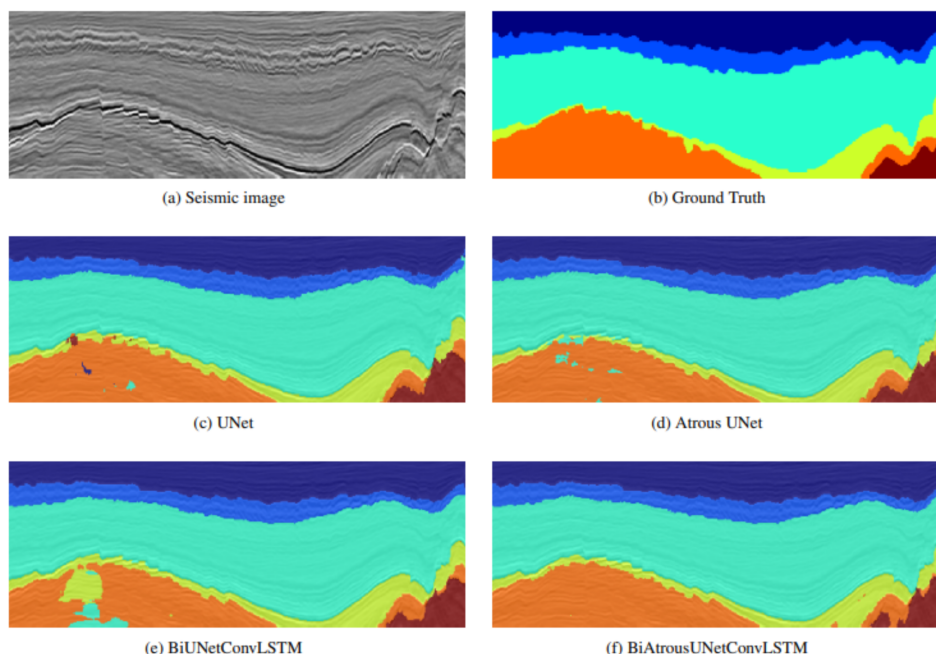 (a) Seismic image
(b) Ground Truth
(c) UNet
(d) Atrous UNet
(e) BiUNetConvLSTM
(f) BiAtrousUNetConvLSTM